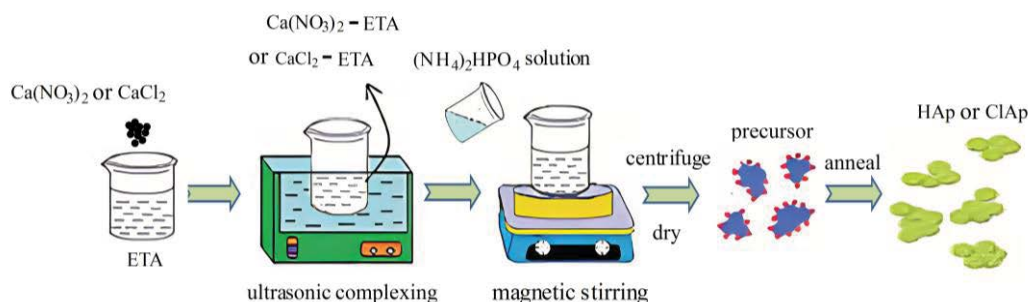 Ca(NO₃)₂ or CaCl₂
ETA
Ca(NO₃)₂ – ETA
or CaCl₂ – ETA
ultrasonic complexing
(NH₄)₂HPO₄ solution
magnetic stirring
centrifuge
dry
precursor
anneal
HAp or ClAp